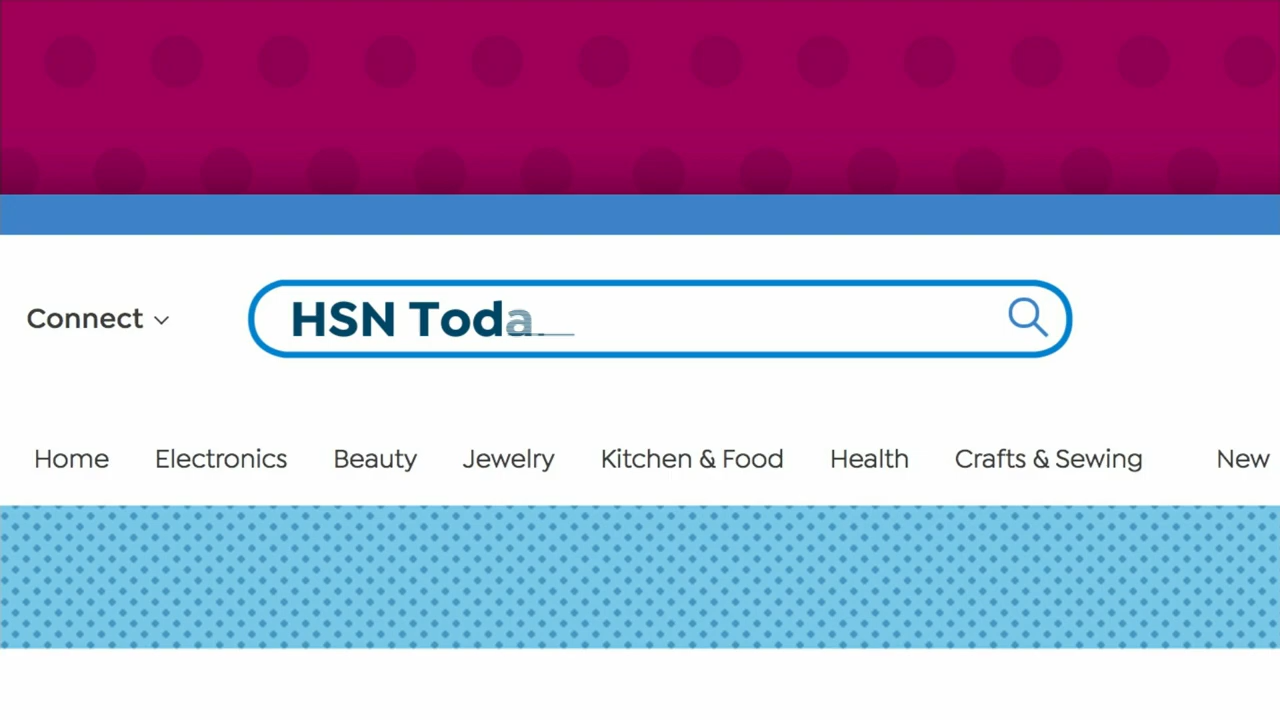 Connect
HSN Toda
Home Electronics Beauty Jewelry Kitchen & Food Health Crafts & Sewing New